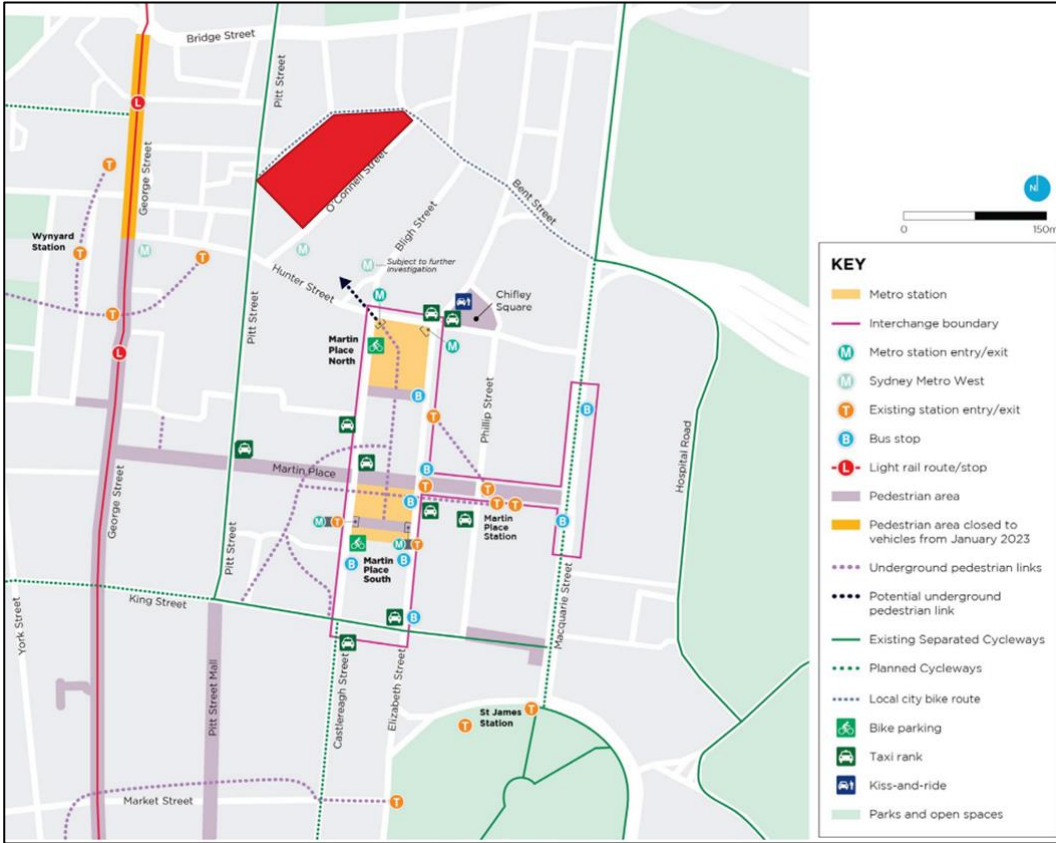 Bridge Street
Pitt Street
L
T
George Street
O'Connell Street
Bent Street
Bligh Street
N
0
150m
Wynyard
Station
T
M
T
M
M
Subject to further
investigation
Hunter Street
Chifley
Square
T
L
Pitt Street
M
Martin
Place
North
M
B
T
Phillip Street
B
Hospital Road
Martin Place
B
T
T
T
T
B
George Street
M
T
B
Martin
Place
Station
B
Martin
Place
South
M
T
B
Pitt Street
Macquarie Street
King Street
B
York Street
Pitt Street Mall
Castlereagh Street
Elizabeth Street
St James
Station
T
T
Market Street
T
KEY
Metro station
Interchange boundary
M Metro station entry/exit
M Sydney Metro West
T Existing station entry/exit
B Bus stop
L Light rail route/stop
Pedestrian area
Pedestrian area closed to
vehicles from January 2023
Underground pedestrian links
Potential underground
pedestrian link
Existing Separated Cycleways
Planned Cycleways
Local city bike route
Bike parking
Taxi rank
Kiss-and-ride
Parks and open spaces